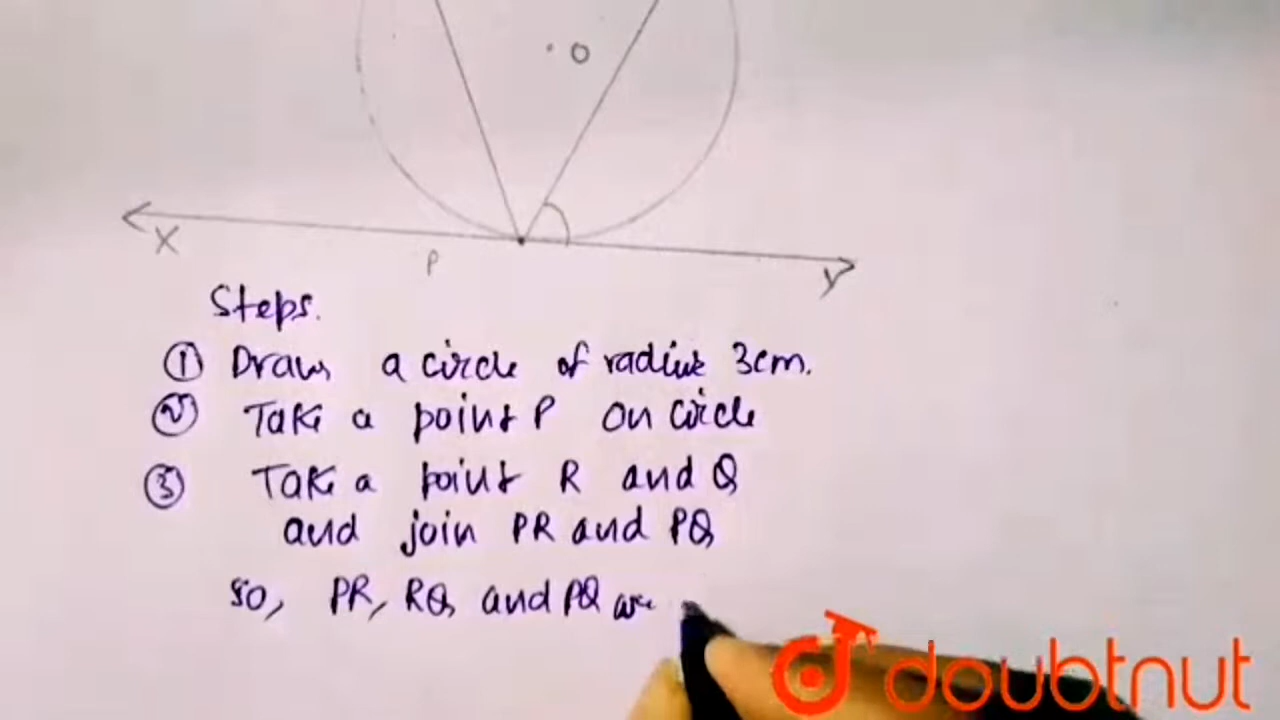 O
X
P
Y
Steps.
① Draw a circle of radius 3cm.
② Take a point P on circle
③ Take a point R and Q
and join PR and PQ
so, PR, RQ and PQ are
doubtnut